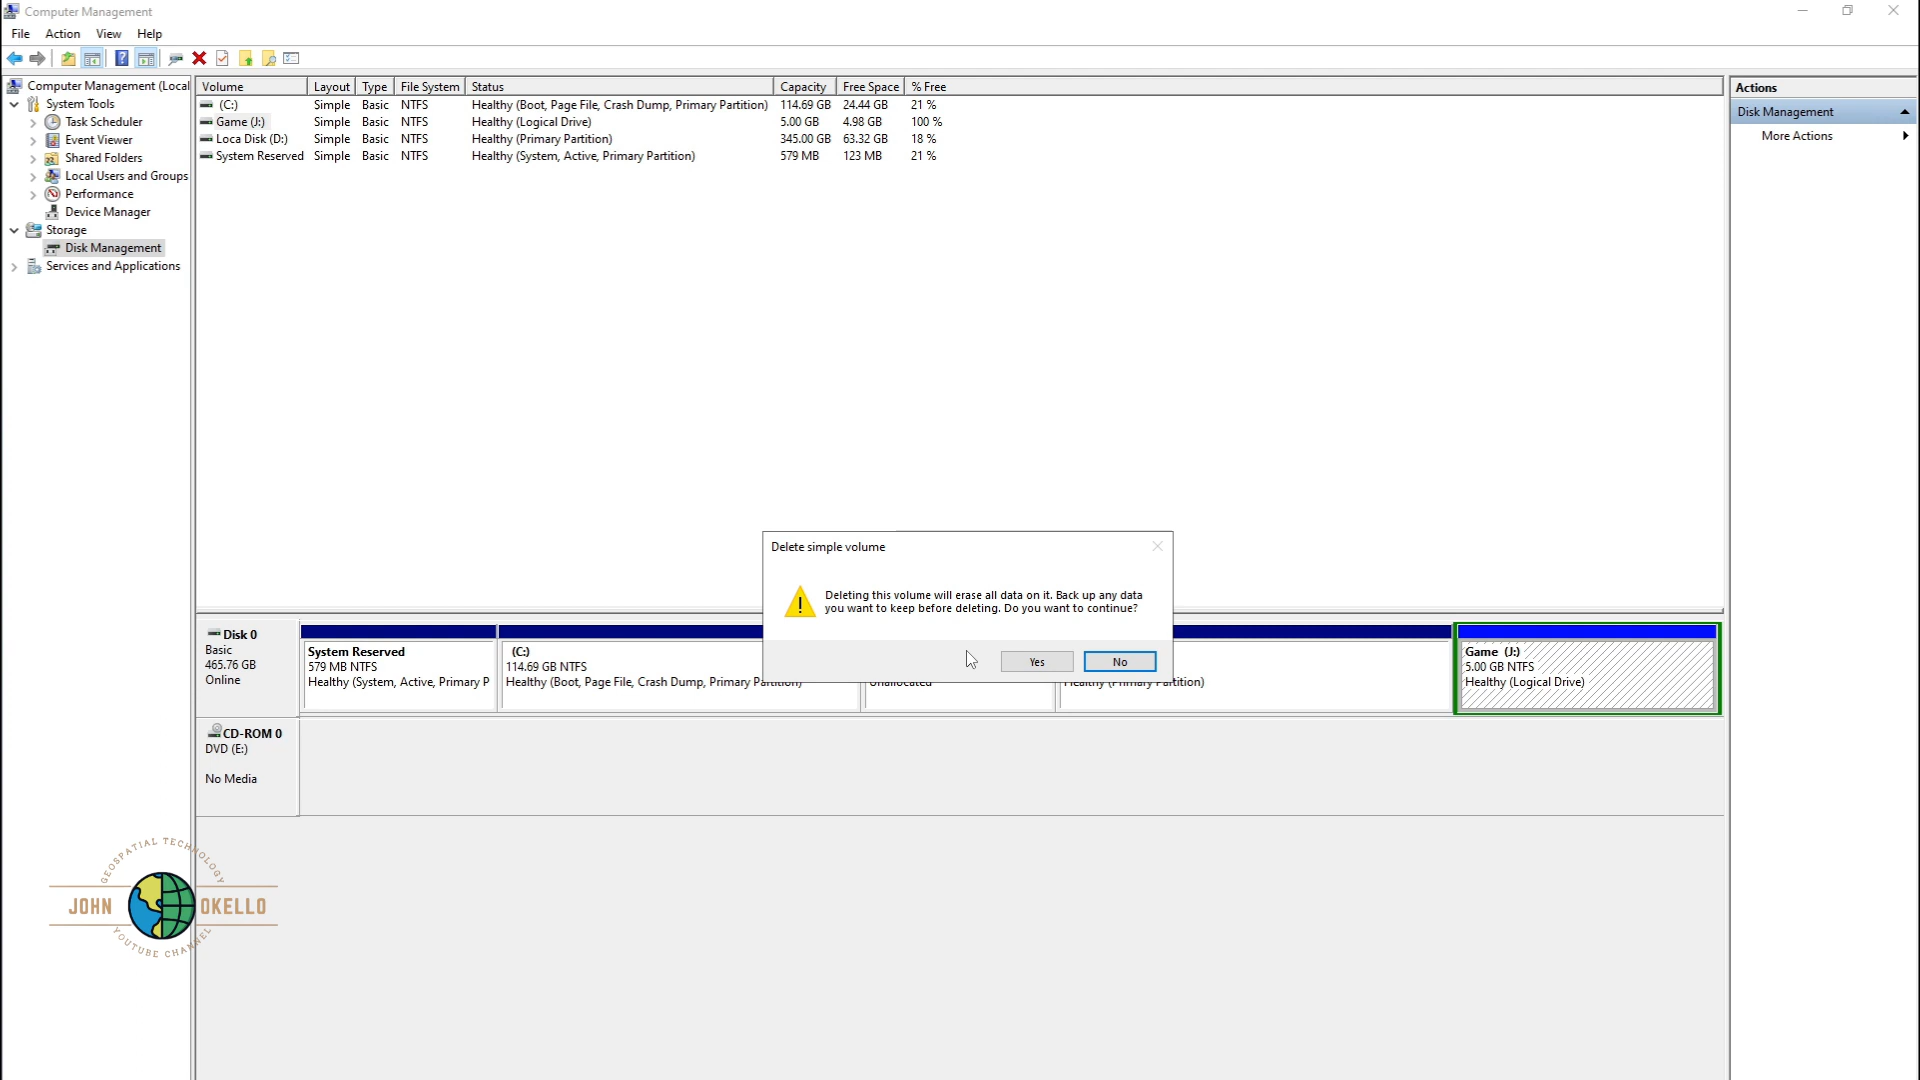 Computer Management
File Action View Help
Computer Management (Local
System Tools
Task Scheduler
Event Viewer
Shared Folders
Local Users and Groups
Performance
Device Manager
Storage
Disk Management
Services and Applications
Volume Layout Type File System Status Capacity Free Space % Free
(C:) Simple Basic NTFS Healthy (Boot, Page File, Crash Dump, Primary Partition) 114.69 GB 24.44 GB 21 %
Game (J:) Simple Basic NTFS Healthy (Logical Drive) 5.00 GB 4.98 GB 100 %
Loca Disk (D:) Simple Basic NTFS Healthy (Primary Partition) 345.00 GB 63.32 GB 18 %
System Reserved Simple Basic NTFS Healthy (System, Active, Primary Partition) 579 MB 123 MB 21 %
Actions
Disk Management
More Actions
Delete simple volume
Deleting this volume will erase all data on it. Back up any data
you want to keep before deleting. Do you want to continue?
Yes No
Disk 0
Basic
465.76 GB
Online
System Reserved
579 MB NTFS
Healthy (System, Active, Primary P
(C:)
114.69 GB NTFS
Healthy (Boot, Page File, Crash Dump, Primary Partition)
Unallocated
Healthy (Primary Partition)
Game (J:)
5.00 GB NTFS
Healthy (Logical Drive)
CD-ROM 0
DVD (E:)
No Media
GEOSPATIAL TECHNOLOGY
JOHN OKELLO
YOUTUBE CHANNEL